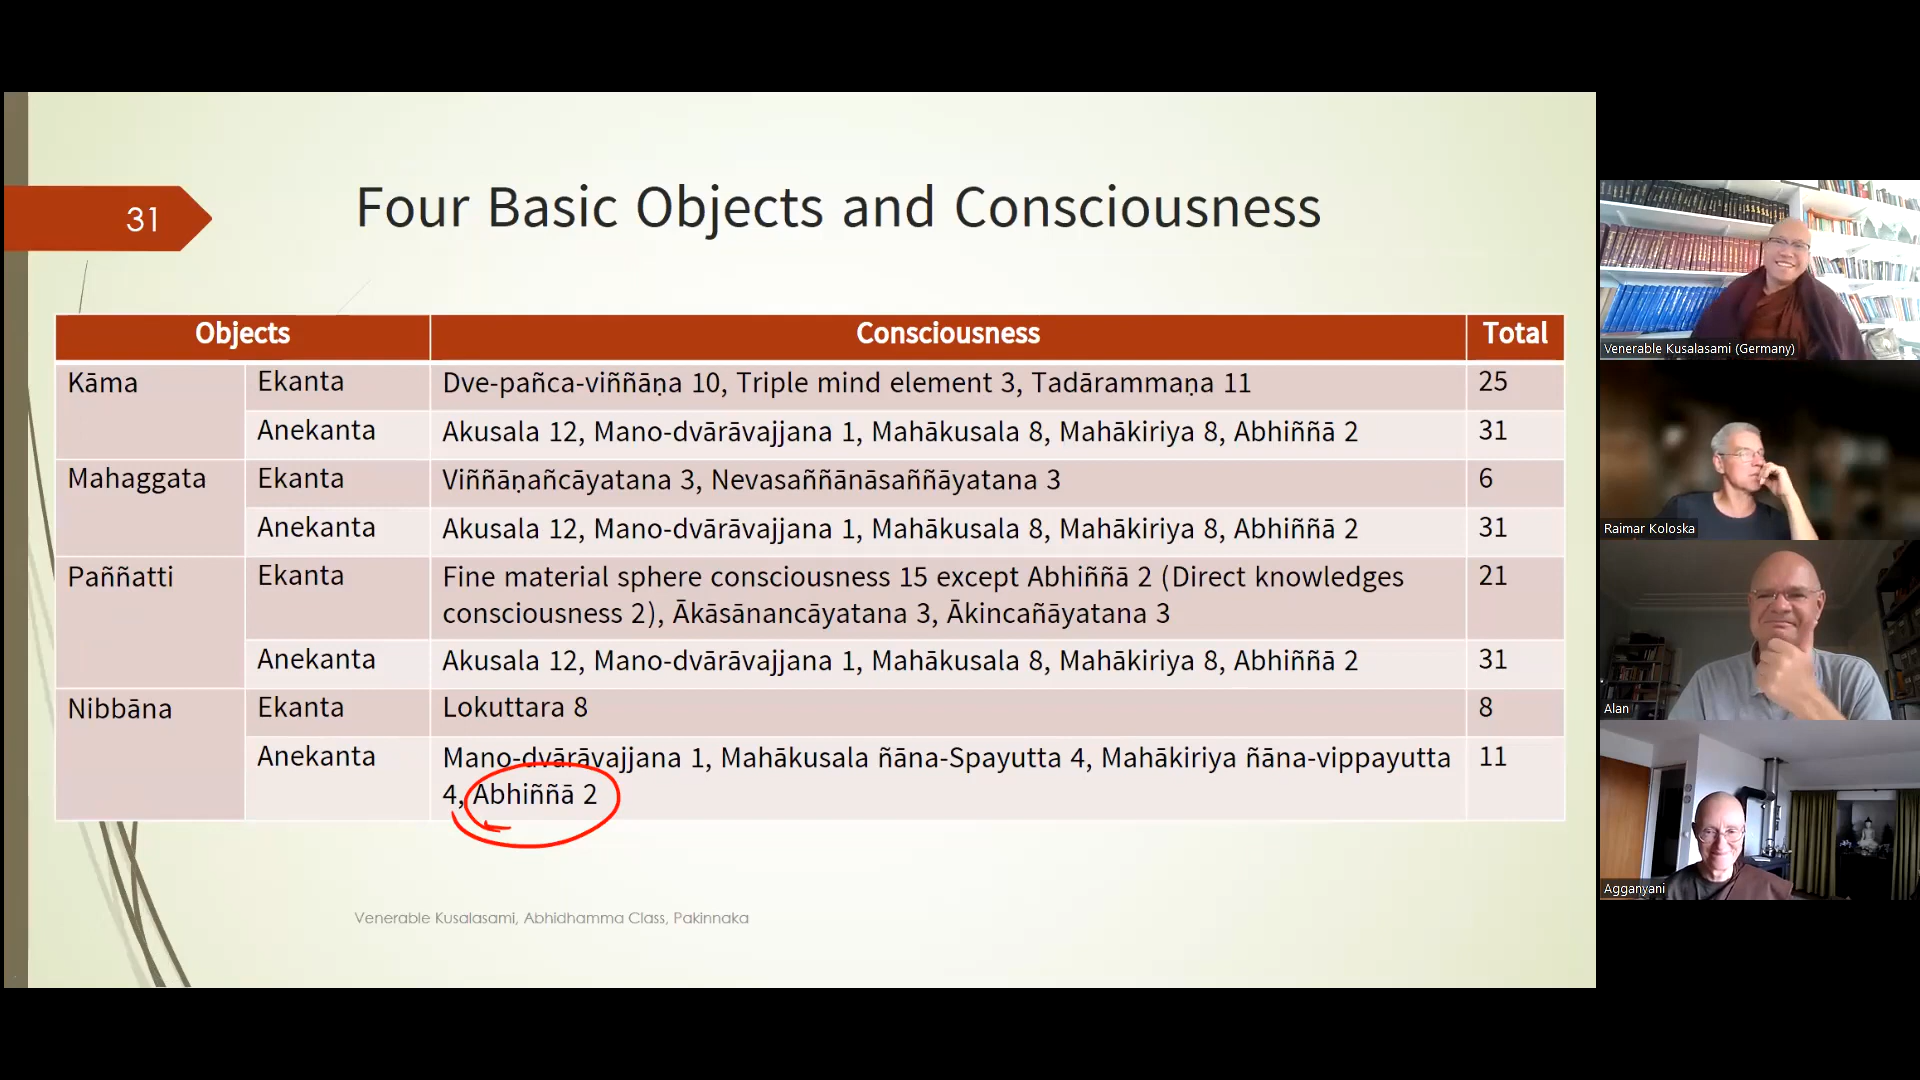 31
Four Basic Objects and Consciousness
Objects Consciousness Total
Kāma Ekanta Dve-pañca-viññāṇa 10, Triple mind element 3, Tadārammaṇa 11 25
Anekanta Akusala 12, Mano-dvārāvajjana 1, Mahākusala 8, Mahākiriya 8, Abhiññā 2 31
Mahaggata Ekanta Viññāṇañcāyatana 3, Nevasaññānāsaññāyatana 3 6
Anekanta Akusala 12, Mano-dvārāvajjana 1, Mahākusala 8, Mahākiriya 8, Abhiññā 2 31
Paññatti Ekanta Fine material sphere consciousness 15 except Abhiññā 2 (Direct knowledges 21
consciousness 2), Ākāsānancāyatana 3, Ākincañāyatana 3
Anekanta Akusala 12, Mano-dvārāvajjana 1, Mahākusala 8, Mahākiriya 8, Abhiññā 2 31
Nibbāna Ekanta Lokuttara 8 8
Anekanta Mano-dvārāvajjana 1, Mahākusala ñāna-Spayutta 4, Mahākiriya ñāna-vippayutta 11
4, Abhiññā 2
Venerable Kusalasami, Abhidhamma Class, Pakinnaka
Venerable Kusalasami (Germany)
Raimar Koloska
Alan
Agganyani